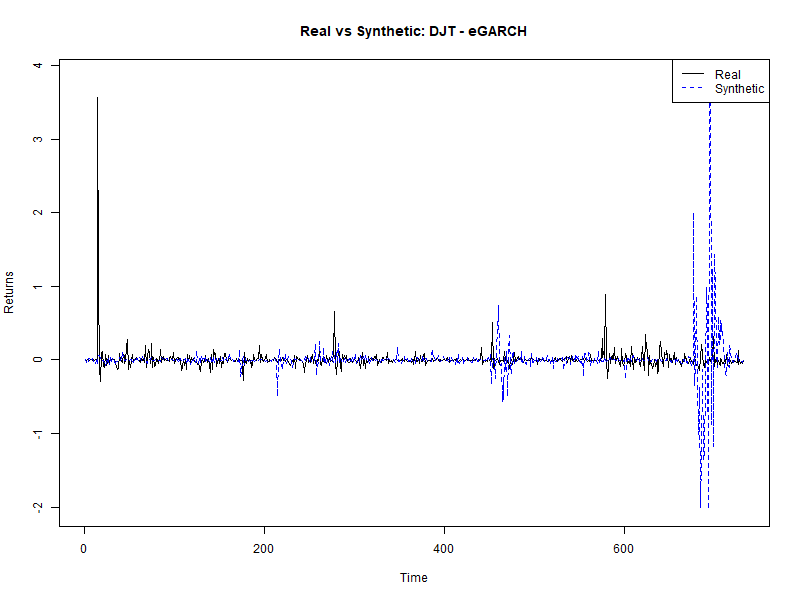 Real vs Synthetic: DJT - eGARCH
Real
Synthetic
Returns
4
3
2
1
0
-1
-2
0
200
400
600
Time